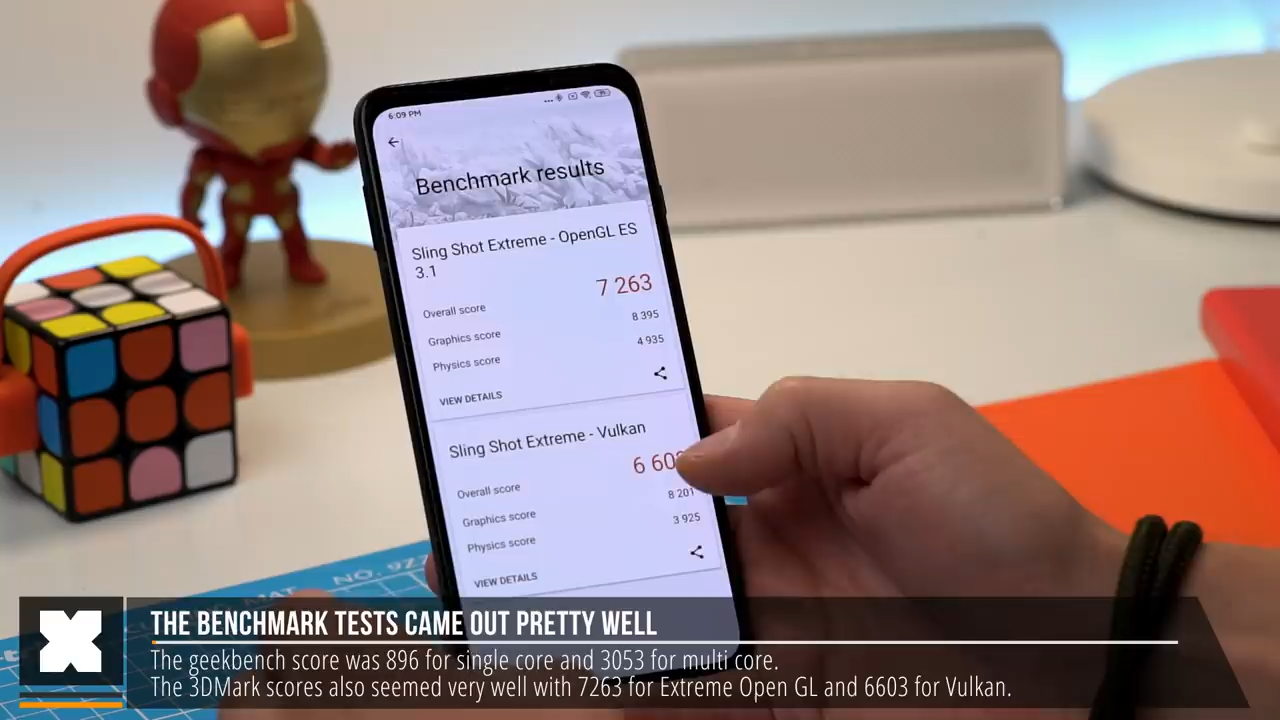 6:09 PM
Benchmark results
Sling Shot Extreme - OpenGL ES
3.1
Overall score 7 263
Graphics score 8 395
Physics score 4 935
VIEW DETAILS
Sling Shot Extreme - Vulkan
Overall score
Graphics score 8 201
Physics score 3 925
VIEW DETAILS
MAT NO.
THE BENCHMARK TESTS CAME OUT PRETTY WELL
The geekbench score was 896 for single core and 3053 for multi core.
The 3DMark scores also seemed very well with 7263 for Extreme Open GL and 6603 for Vulkan.